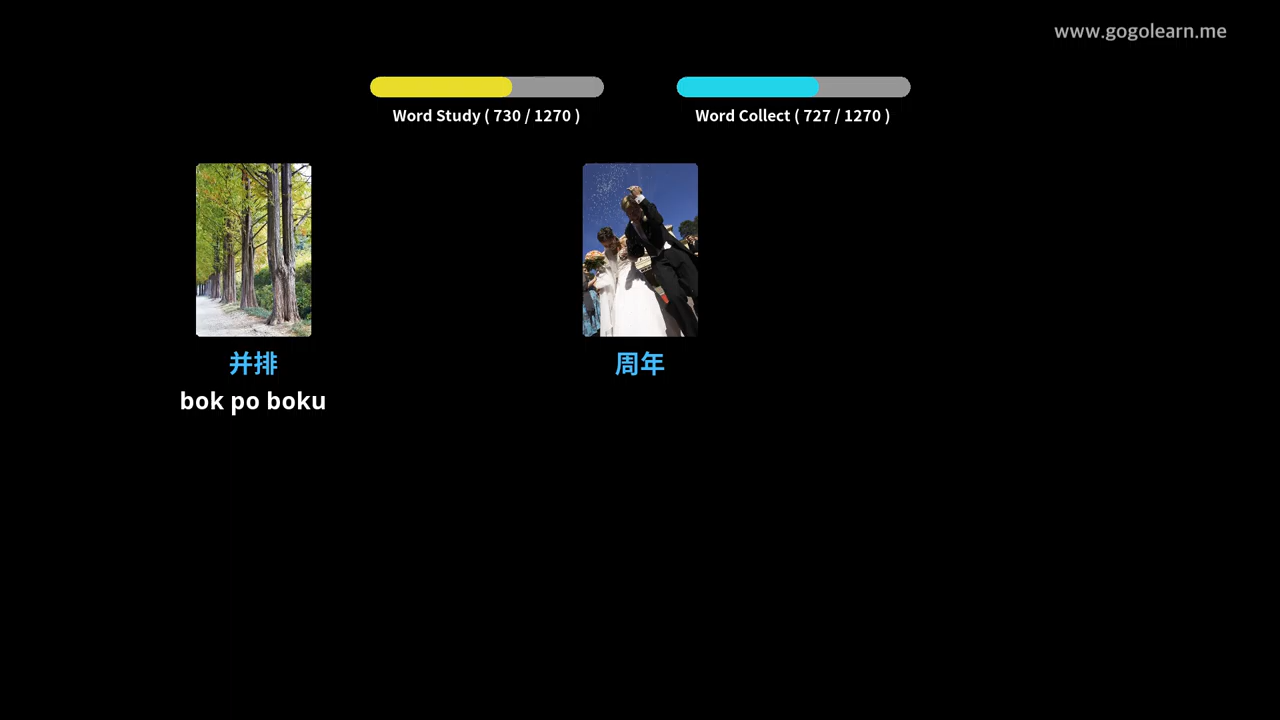 www.gogolearn.me
Word Study ( 730 / 1270 )
Word Collect ( 727 / 1270 )
并排
周年
bok po boku